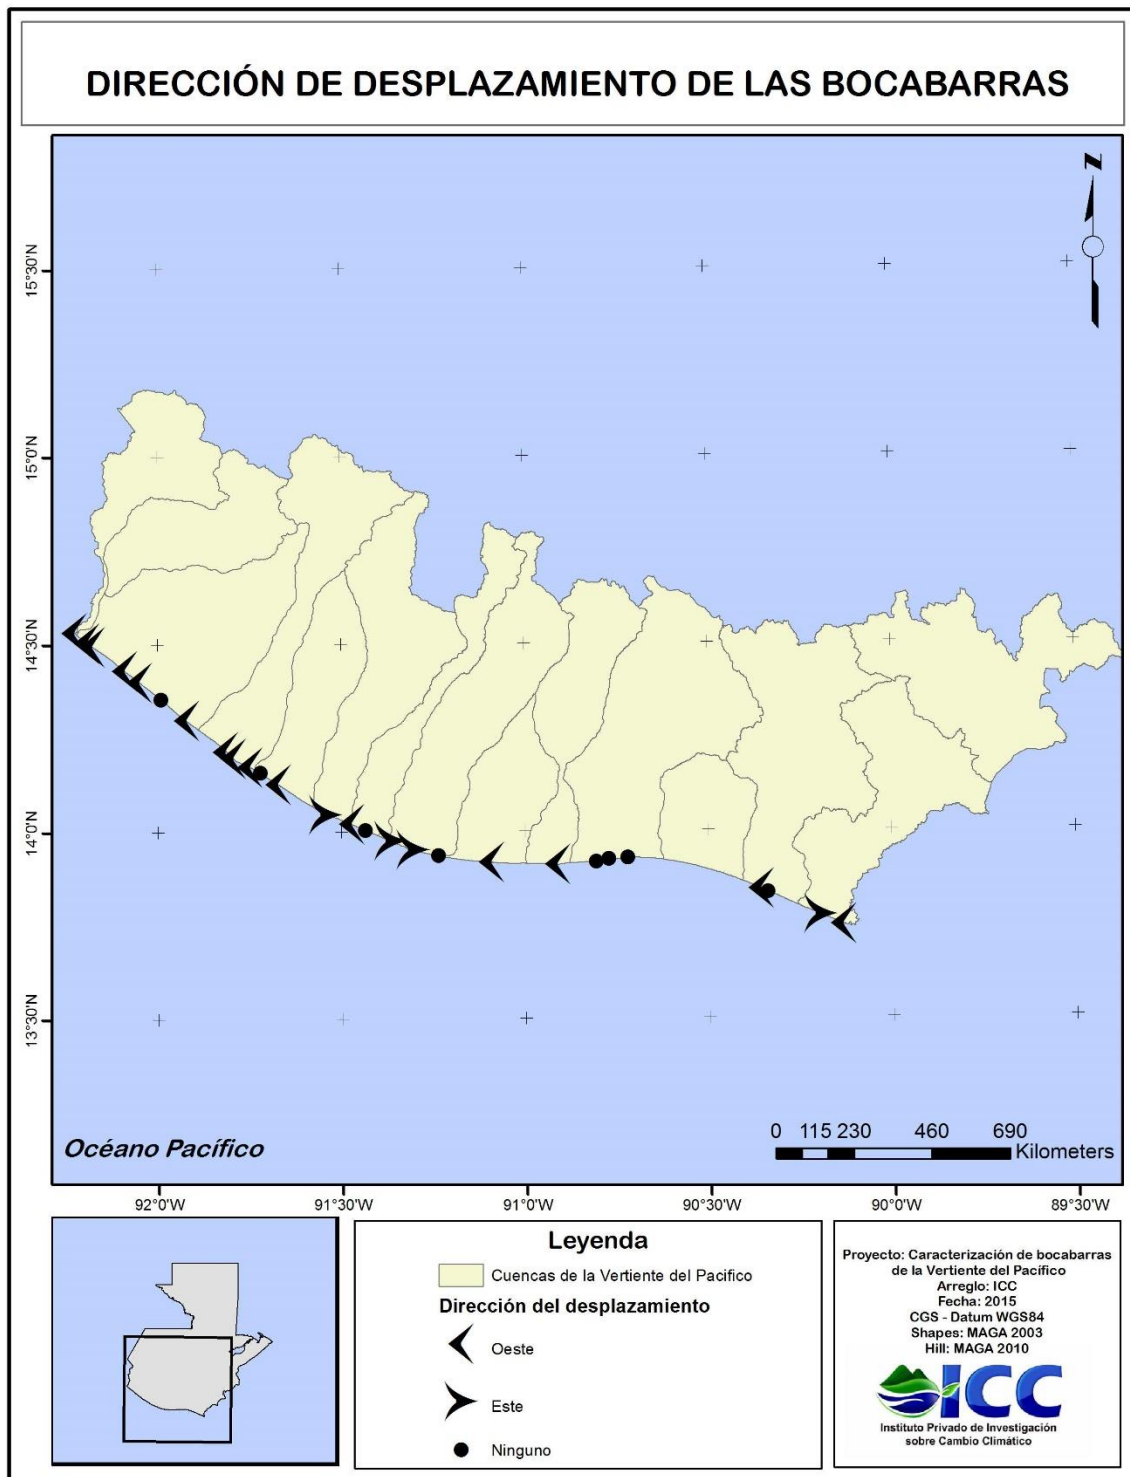 DIRECCIÓN DE DESPLAZAMIENTO DE LAS BOCABARRAS
N
15°30'N
15°0'N
14°30'N
14°0'N
13°30'N
Océano Pacífico
0 115 230 460 690
Kilometers
92°0'W 91°30'W 91°0'W 90°30'W 90°0'W 89°30'W
Leyenda
Cuencas de la Vertiente del Pacifico
Dirección del desplazamiento
Oeste
Este
Ninguno
Proyecto: Caracterización de bocabarras
de la Vertiente del Pacífico
Arreglo: ICC
Fecha: 2015
CGS - Datum WGS84
Shapes: MAGA 2003
Hill: MAGA 2010
ICC
Instituto Privado de Investigación
sobre Cambio Climático